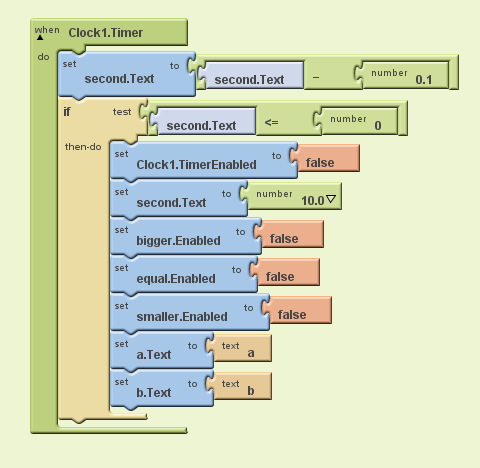 when Clock1.Timer
do
set second.Text to second.Text - number 0.1
if test second.Text <= number 0
then-do
set Clock1.TimerEnabled to false
set second.Text to number 10.0
set bigger.Enabled to false
set equal.Enabled to false
set smaller.Enabled to false
set a.Text to text a
set b.Text to text b